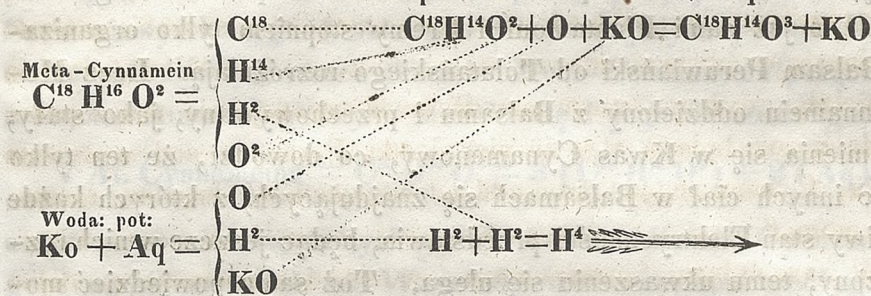 C¹⁸ C¹⁸H¹⁴O²+O+KO=C¹⁸H¹⁴O³+KO
H¹⁴
Meta-Cynnamein
C¹⁸ H¹⁶ O² =
H²
O²
O
Woda: pot:
Ko + Aq =
H² H²+H²=H⁴
KO